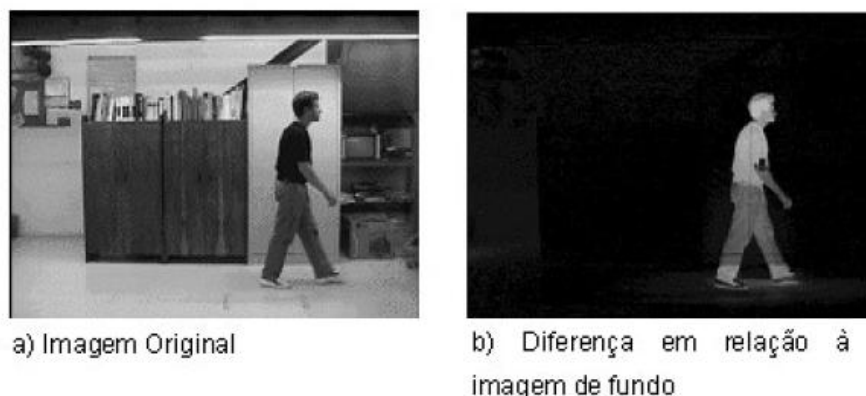 a) Imagem Original
b) Diferença em relação à
imagem de fundo